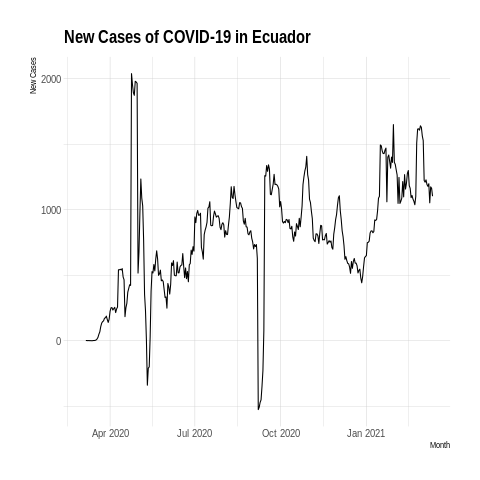 New Cases of COVID-19 in Ecuador
New Cases
2000
1000
0
Apr 2020 Jul 2020 Oct 2020 Jan 2021
Month